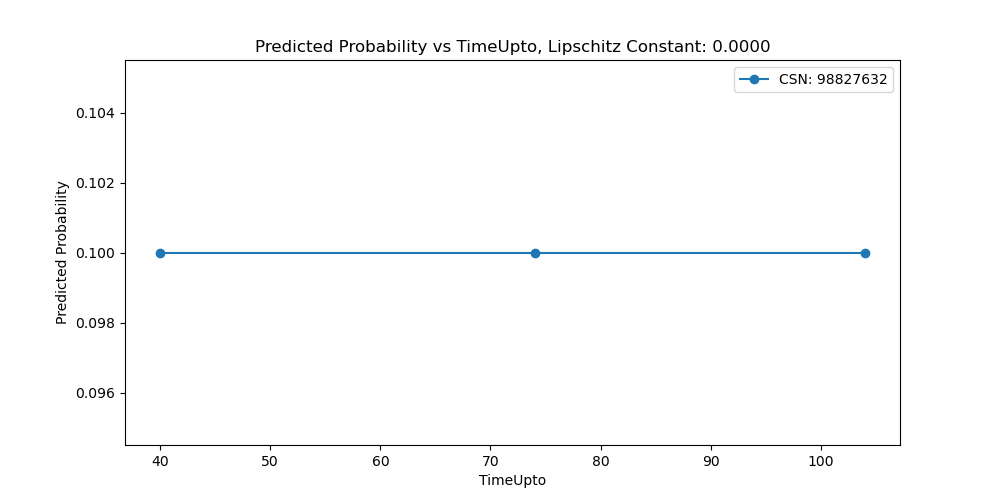 Predicted Probability vs TimeUpto, Lipschitz Constant: 0.0000
CSN: 98827632
Predicted Probability
0.104
0.102
0.100
0.098
0.096
40 50 60 70 80 90 100
TimeUpto